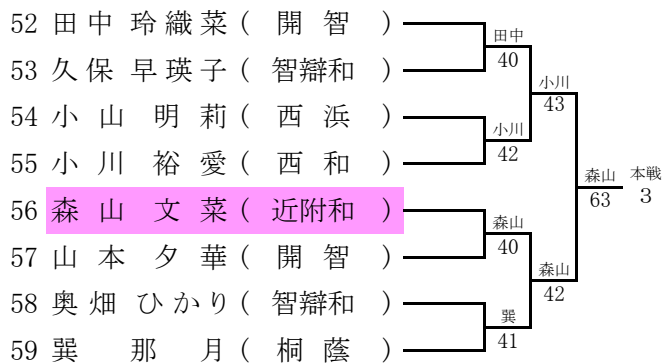 52 田中 玲織菜 ( 開 智 )
53 久保 早瑛子 ( 智辯和 )
54 小 山 明 莉 ( 西 浜 )
55 小 川 裕 愛 ( 西 和 )
56 森 山 文 菜 ( 近附和 )
57 山 本 夕 華 ( 開 智 )
58 奥 畑 ひかり ( 智辯和 )
59 巽 那 月 ( 桐 蔭 )
田中
40
小川
42
森山
40
巽
41
小川
43
森山
42
森山
63
本戦
3